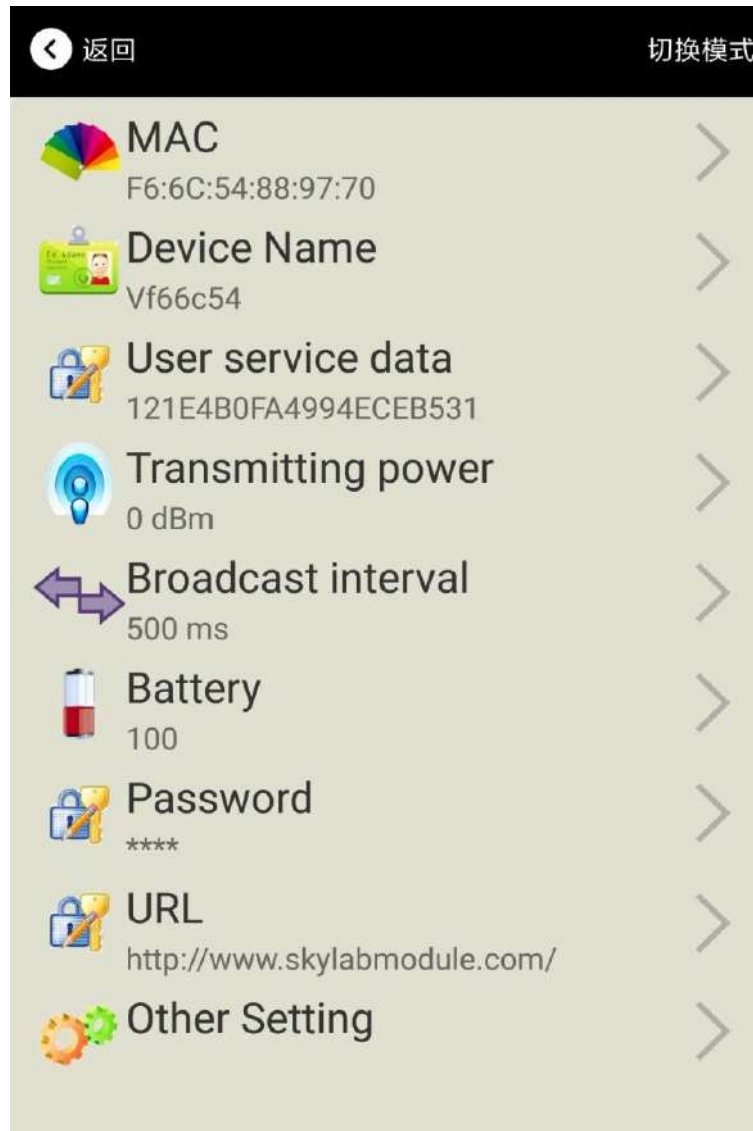 返回
切换模式
MAC
F6:6C:54:88:97:70
Device Name
Vf66c54
User service data
121E4B0FA4994ECEB531
Transmitting power
0 dBm
Broadcast interval
500 ms
Battery
100
Password
****
URL
http://www.skylabmodule.com/
Other Setting